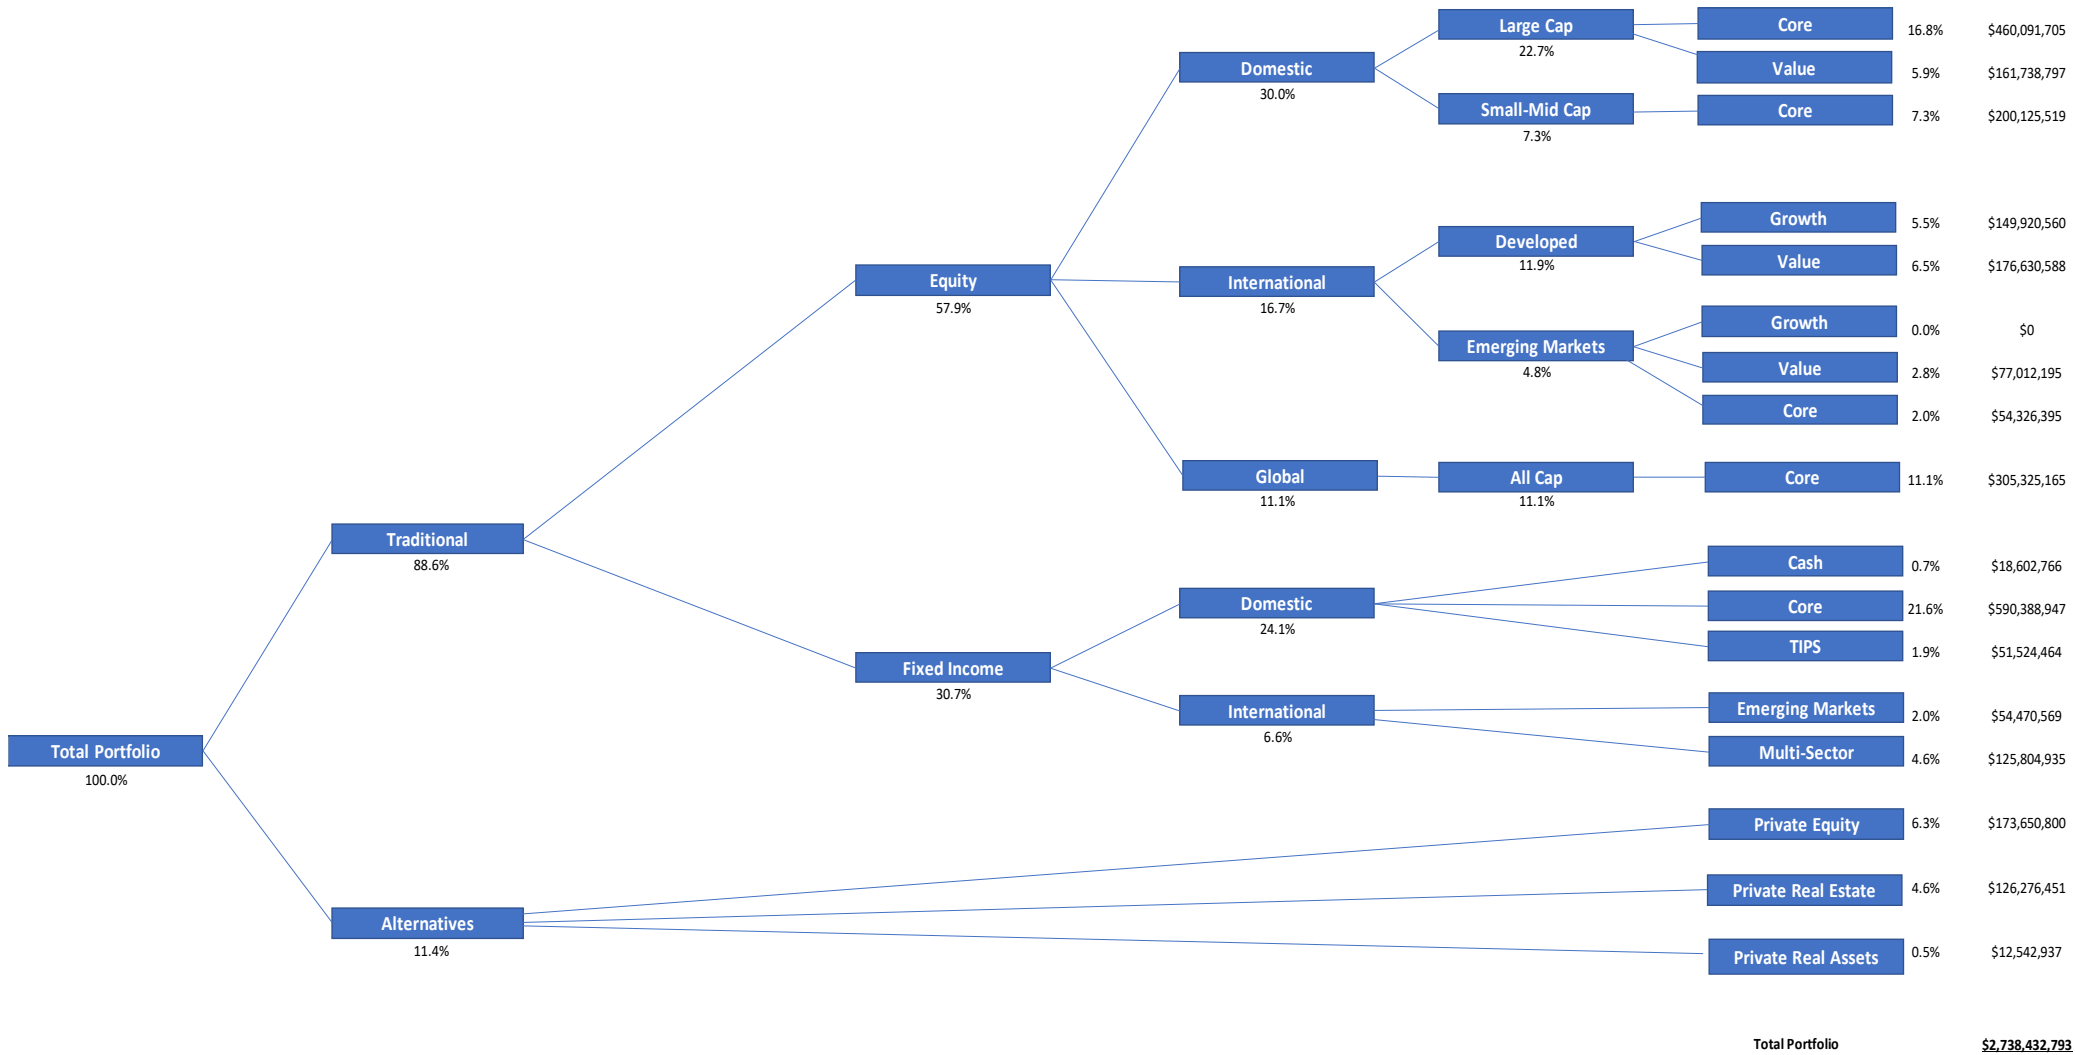 Large Cap
22.7%
Core 16.8% $460,091,705
Domestic
30.0%
Value 5.9% $161,738,797
Small-Mid Cap
7.3%
Core 7.3% $200,125,519
Growth 5.5% $149,920,560
Developed
11.9%
Value 6.5% $176,630,588
Equity
57.9%
International
16.7%
Growth 0.0% $0
Emerging Markets
4.8%
Value 2.8% $77,012,195
Core 2.0% $54,326,395
Global
11.1%
All Cap
11.1%
Core 11.1% $305,325,165
Traditional
88.6%
Cash 0.7% $18,602,766
Domestic
24.1%
Core 21.6% $590,388,947
TIPS 1.9% $51,524,464
Fixed Income
30.7%
International
6.6%
Emerging Markets 2.0% $54,470,569
Multi-Sector 4.6% $125,804,935
Total Portfolio
100.0%
Private Equity 6.3% $173,650,800
Private Real Estate 4.6% $126,276,451
Alternatives
11.4%
Private Real Assets 0.5% $12,542,937
Total Portfolio $2,738,432,793